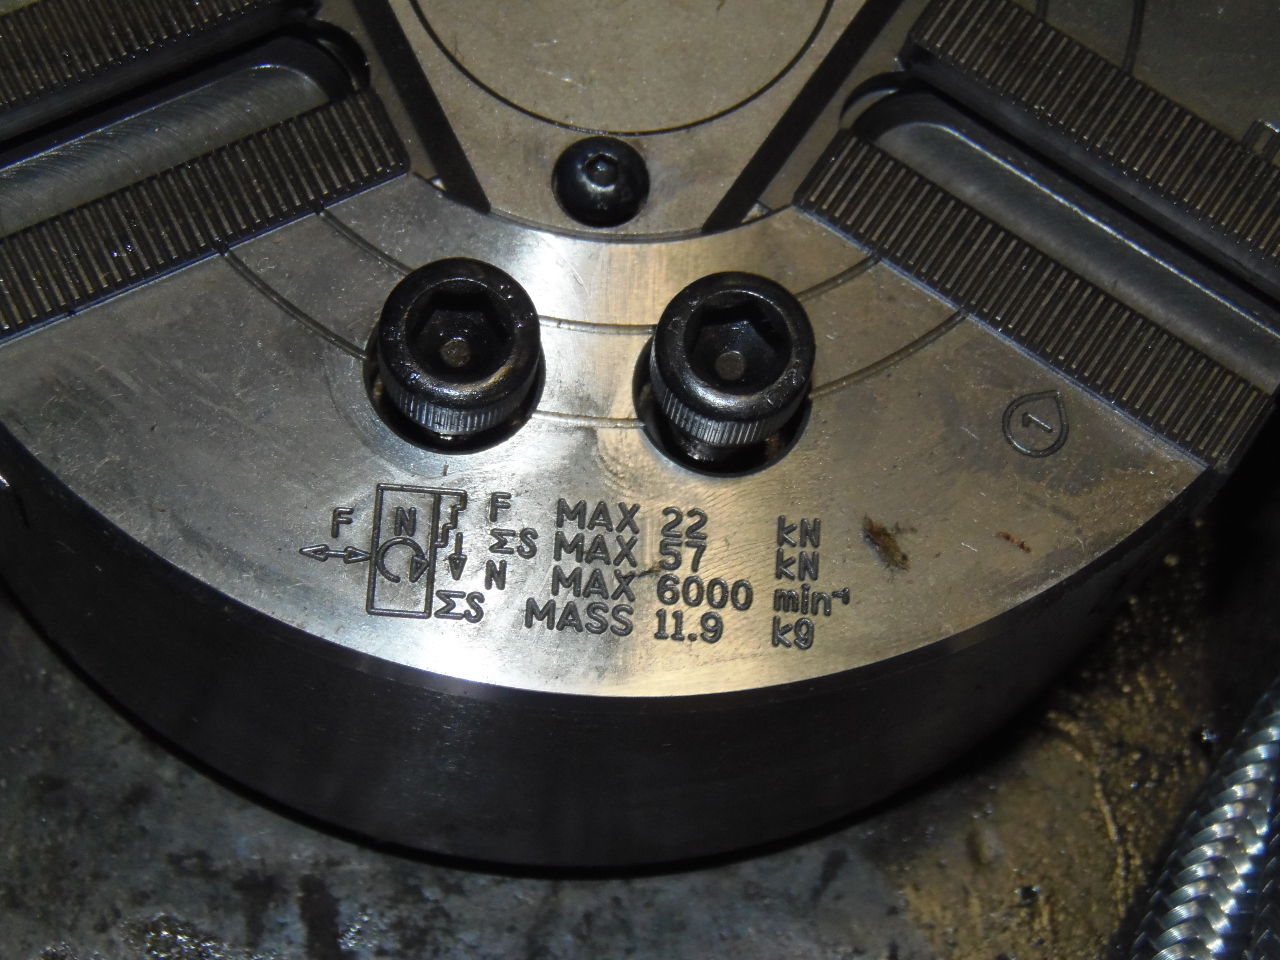 1
F N F MAX 22 kN
ΣS MAX 57 kN
N MAX 6000 min⁻¹
ΣS MASS 11.9 kg